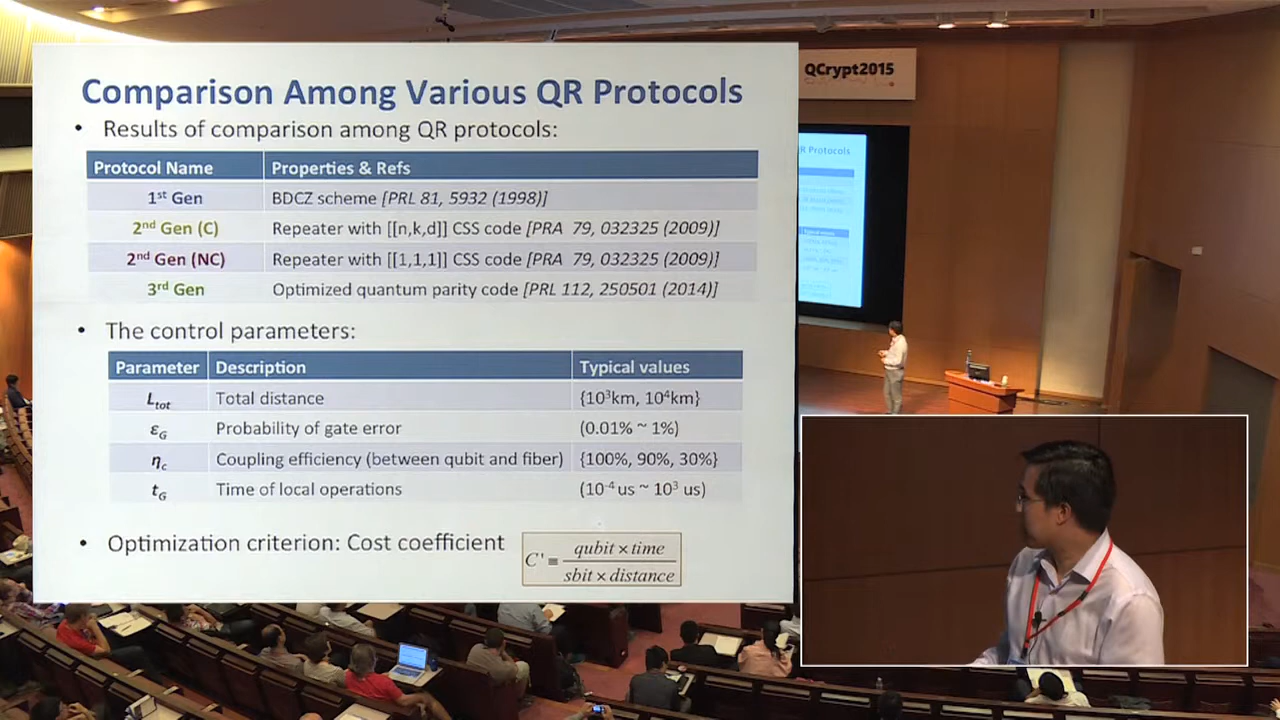 Comparison Among Various QR Protocols
• Results of comparison among QR protocols:
Protocol Name Properties & Refs
1st Gen BDCZ scheme [PRL 81, 5932 (1998)]
2nd Gen (C) Repeater with [[n,k,d]] CSS code [PRA 79, 032325 (2009)]
2nd Gen (NC) Repeater with [[1,1,1]] CSS code [PRA 79, 032325 (2009)]
3rd Gen Optimized quantum parity code [PRL 112, 250501 (2014)]
• The control parameters:
Parameter Description Typical values
L_tot Total distance {10³km, 10⁴km}
ε_G Probability of gate error (0.01% ~ 1%)
η_c Coupling efficiency (between qubit and fiber) {100%, 90%, 30%}
t_G Time of local operations (10⁻⁴ us ~ 10³ us)
• Optimization criterion: Cost coefficient
C' ≡ qubit × time
sbit × distance
QCrypt2015
R Protocols